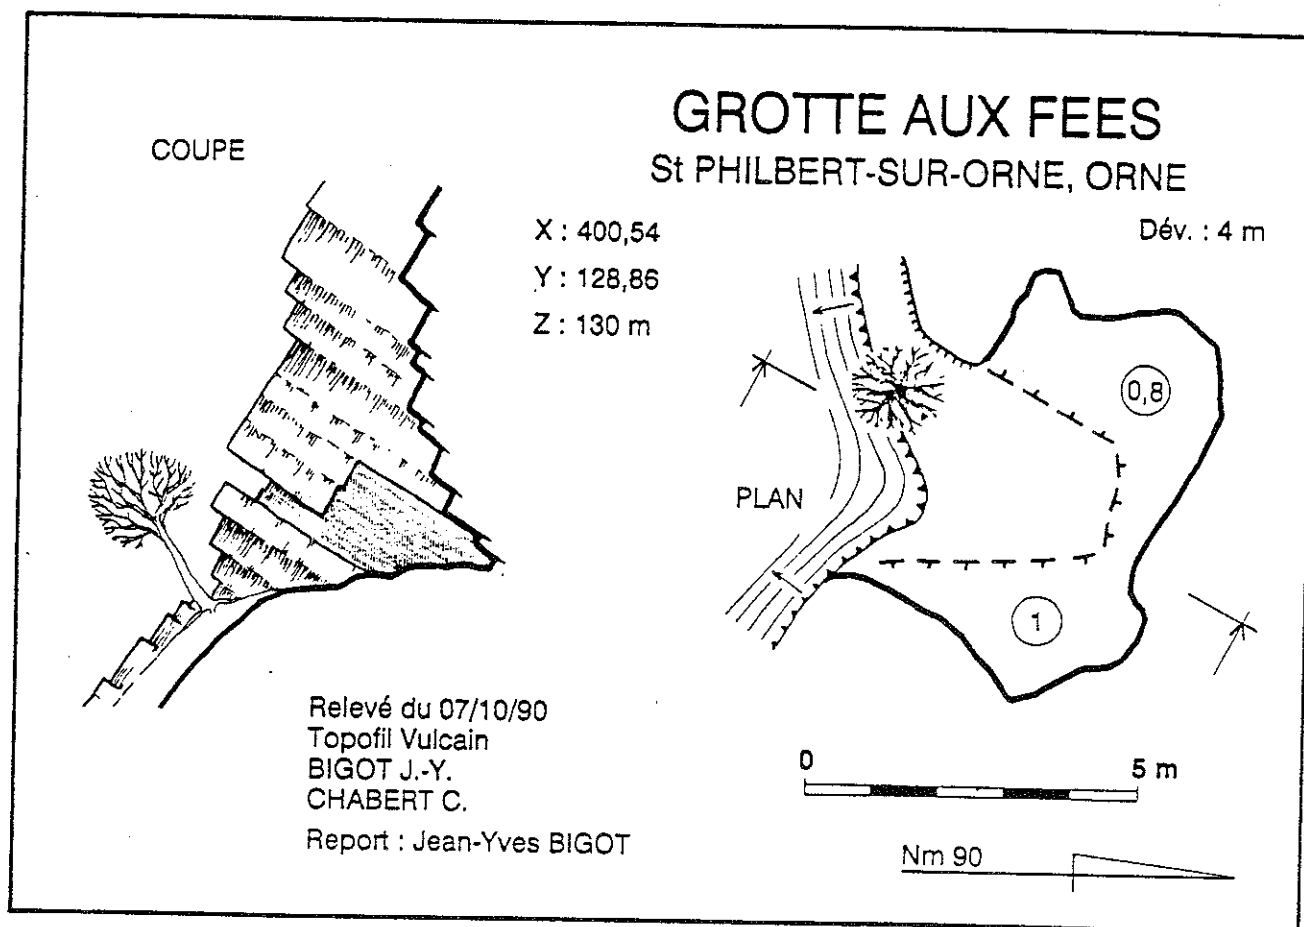 GROTTE AUX FEES
St PHILBERT-SUR-ORNE, ORNE
COUPE
X : 400,54
Y : 128,86
Z : 130 m
Dév. : 4 m
0,8
PLAN
1
Relevé du 07/10/90
Topofil Vulcain
BIGOT J.-Y.
CHABERT C.
Report : Jean-Yves BIGOT
0 5 m
Nm 90